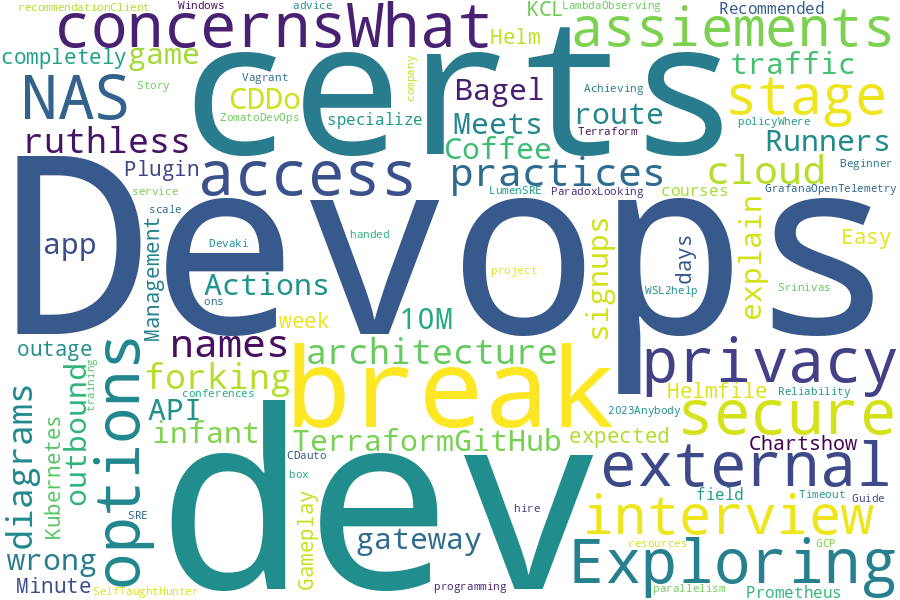 recommendationClient
Windows
advice
KCL
LambdaObserving
Recommended
concernsWhat
assiements
completely
game
Helm
certs
traffic
NAS
Vagrant
CDDo
company
Bagel
Achieving
stage
Story
ZomatoDevOps
specialize
Meets
route
Terraform
policyWhere
ruthless
Coffee
Runners
Plugin
access
practices
cloud
Beginner
service
LumenSRE
ParadoxLooking
courses
GrafanaOpenTelemetry
Devops
scale
Management
app
Devaki
handed
signups
days
explain
Easy
project
Actions
WSL2help
Srinivas
ons
week
10M
outage
names
architecture
options
break
privacy
training
outbound
forking
conferences
Helmfile
Reliability
diagrams
API
2023Anybody
secure
Kubernetes
infant
TerraformGitHub
expected
Chartshow
CDauto
dev
external
box
Gameplay
field
Timeout
Guide
SRE
hire
interview
wrong
gateway
resources
GCP
Exploring
Minute
SelfTaughtHunter
programming
parallelism
Prometheus